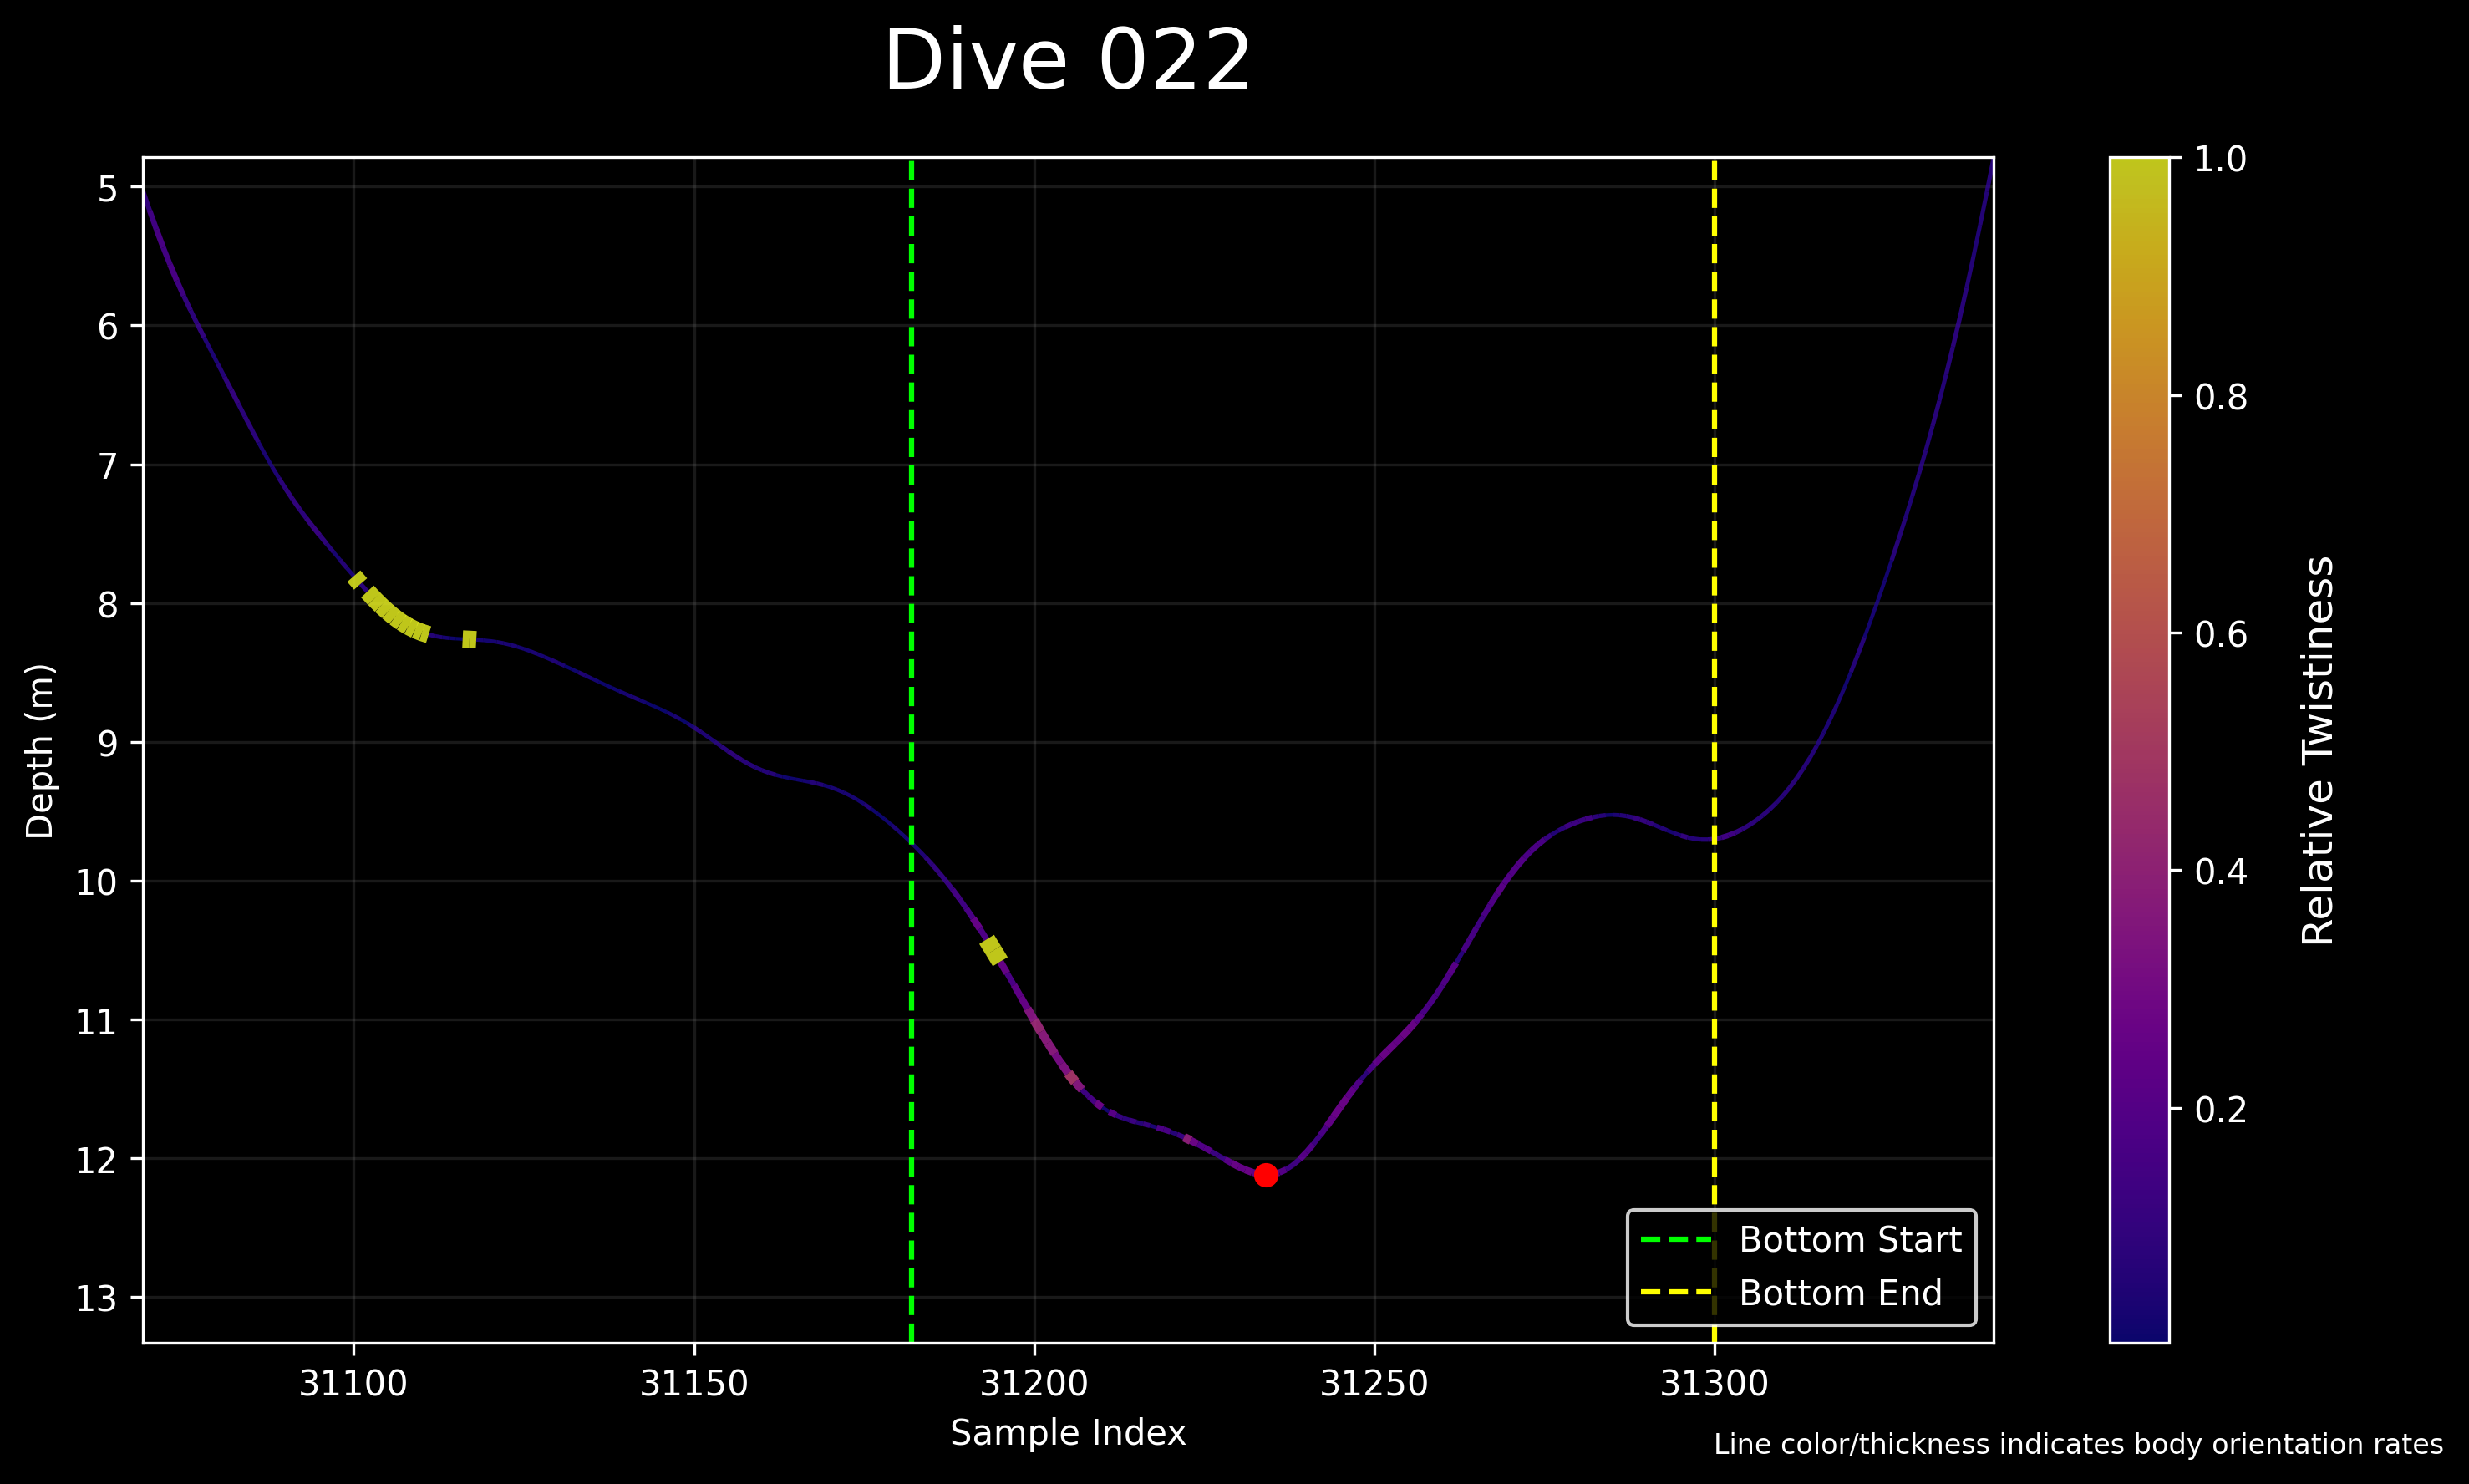 Dive 022
5
6
7
8
9
10
11
12
13
Depth (m)
31100
31150
31200
31250
31300
Sample Index
Bottom Start
Bottom End
1.0
0.8
0.6
0.4
0.2
Relative Twistiness
Line color/thickness indicates body orientation rates